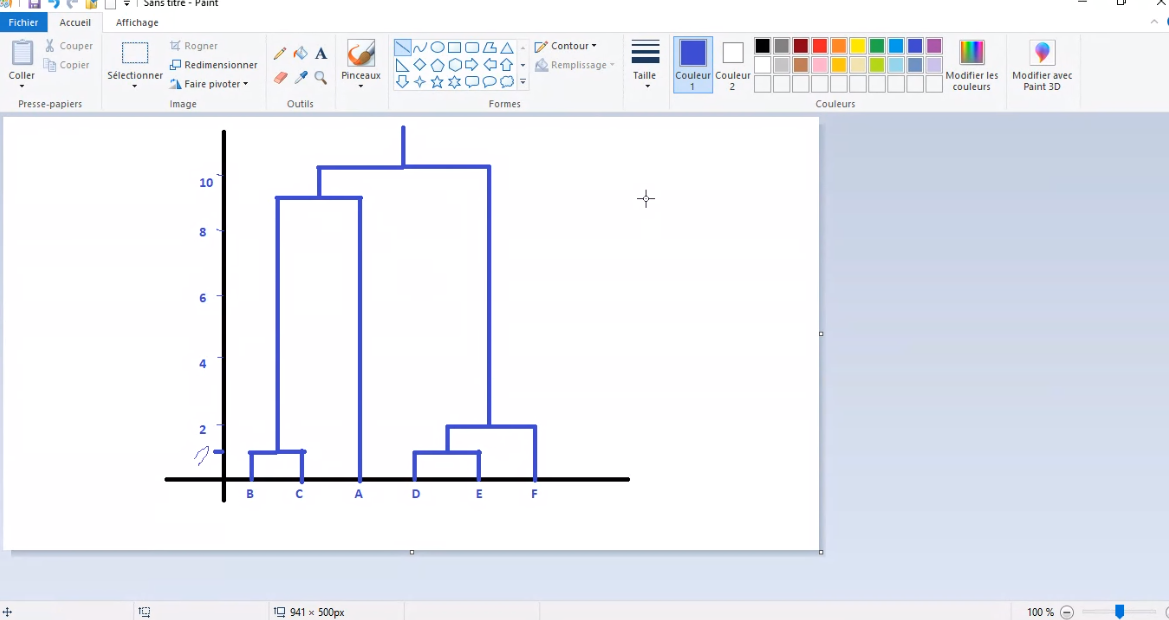 Sans titre - Paint
Fichier Accueil Affichage
Coller
Couper
Copier
Presse-papiers
Sélectionner
Rogner
Redimensionner
Faire pivoter
Image
Outils
Pinceaux
Contour
Remplissage
Formes
Taille
Couleur 1
Couleur 2
Modifier les couleurs
Couleurs
Modifier avec Paint 3D
10
8
6
4
2
B C A D E F
941 × 500px
100 %